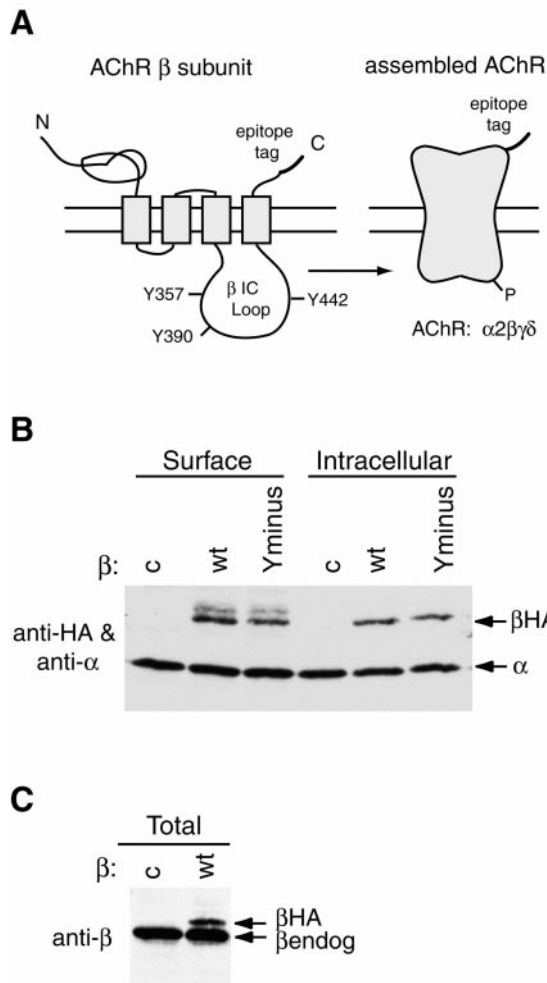 A
AChR β subunit
assembled AChR
N
epitope
tag
C
epitope
tag
Y357
β IC
Loop
Y442
Y390
P
AChR: α2βγδ
B
Surface
Intracellular
β:
c
wt
Yminus
c
wt
Yminus
anti-HA &
anti-α
βHA
α
C
Total
β:
c
wt
anti-β
βHA
βendog